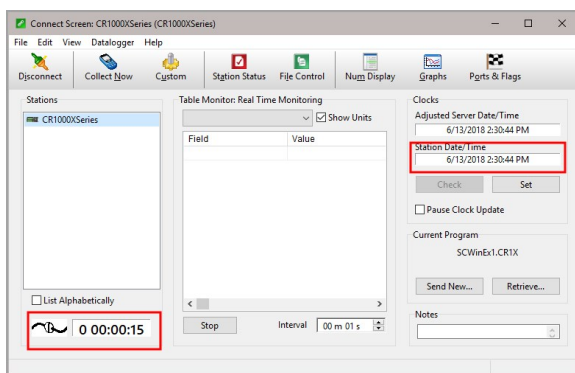 Connect Screen: CR1000XSeries (CR1000XSeries)
File Edit View Datalogger Help
Disconnect Collect Now Custom Station Status File Control Num Display Graphs Ports & Flags
Stations
CR1000XSeries
List Alphabetically
0 00:00:15
Table Monitor: Real Time Monitoring
Show Units
Field Value
Stop Interval 00 m 01 s
Clocks
Adjusted Server Date/Time
6/13/2018 2:30:44 PM
Station Date/Time
6/13/2018 2:30:44 PM
Check Set
Pause Clock Update
Current Program
SCWinEx1.CR1X
Send New... Retrieve...
Notes